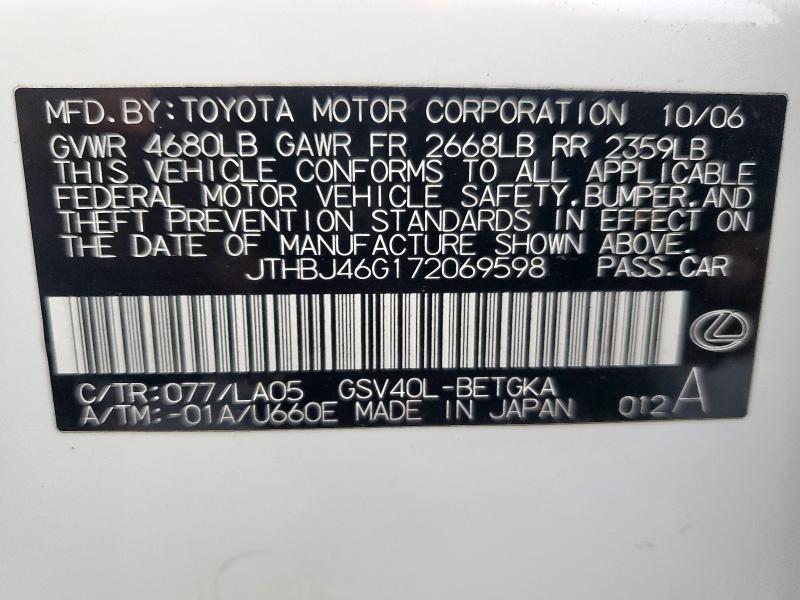 MFD.BY:TOYOTA MOTOR CORPORATION 10/06
GVWR 4680LB GAWR FR 2668LB RR 2359LB
THIS VEHICLE CONFORMS TO ALL APPLICABLE
FEDERAL MOTOR VEHICLE SAFETY.BUMPER.AND
THEFT PREVENTION STANDARDS IN EFFECT ON
THE DATE OF MANUFACTURE SHOWN ABOVE.
JTHBJ46G172069598 PASS.CAR
C/TR:077/LA05 GSV40L-BETGKA
A/TM:-01A/U660E MADE IN JAPAN 012 A